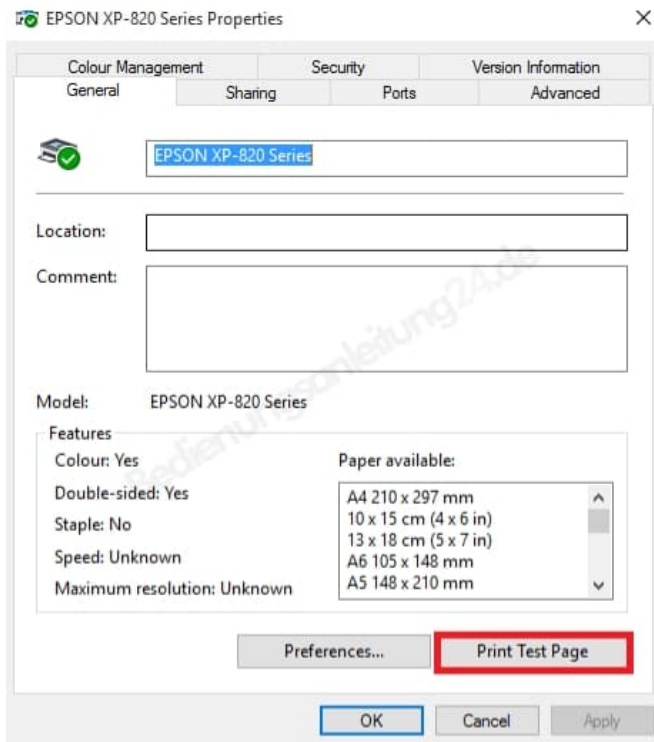 EPSON XP-820 Series Properties
Colour Management Security Version Information
General Sharing Ports Advanced
EPSON XP-820 Series
Location:
Comment:
Model: EPSON XP-820 Series
Features
Colour: Yes
Double-sided: Yes
Staple: No
Speed: Unknown
Maximum resolution: Unknown
Paper available:
A4 210 x 297 mm
10 x 15 cm (4 x 6 in)
13 x 18 cm (5 x 7 in)
A6 105 x 148 mm
A5 148 x 210 mm
Preferences... Print Test Page
OK Cancel Apply
Bedienungsanleitung24.de